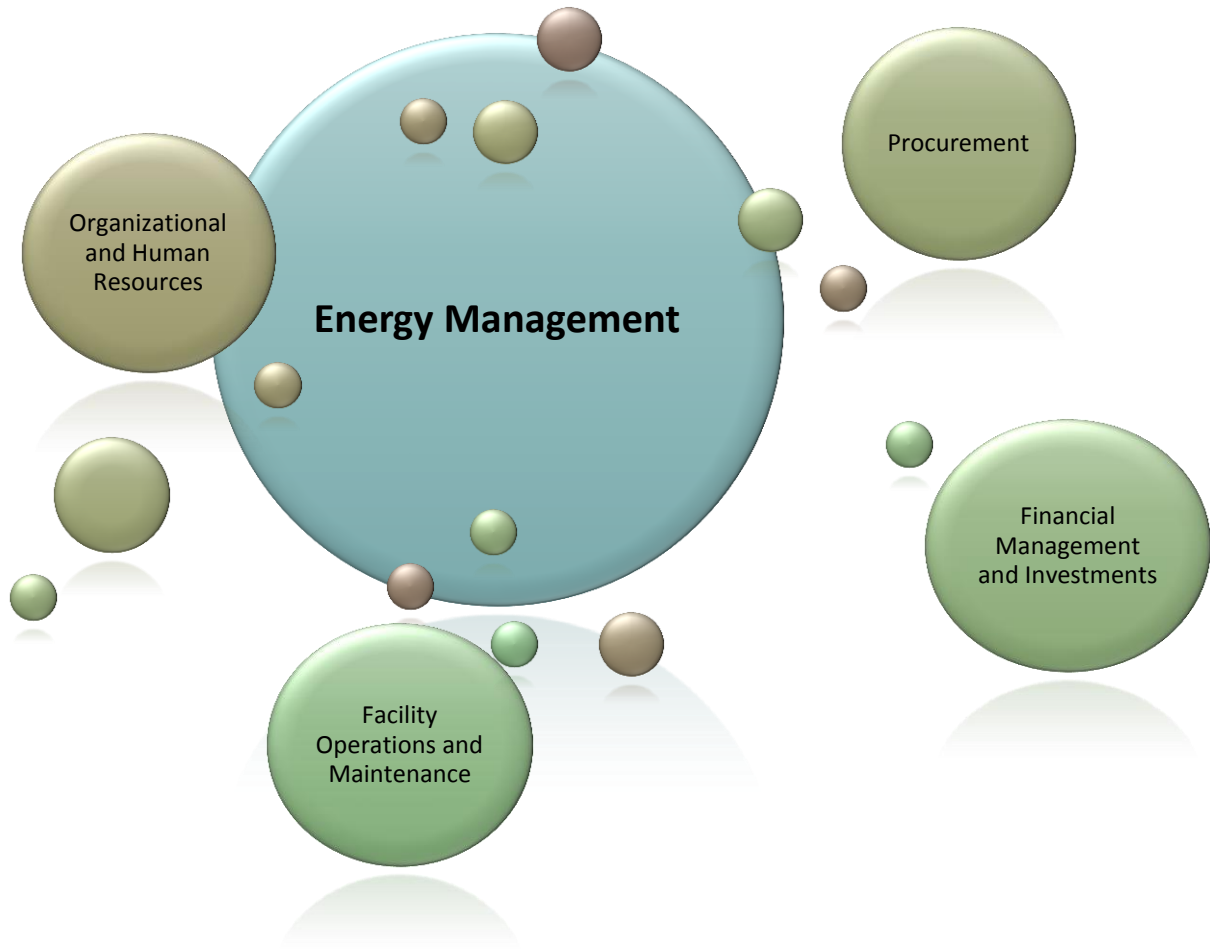 Energy Management
Organizational
and Human
Resources
Procurement
Financial
Management
and Investments
Facility
Operations and
Maintenance